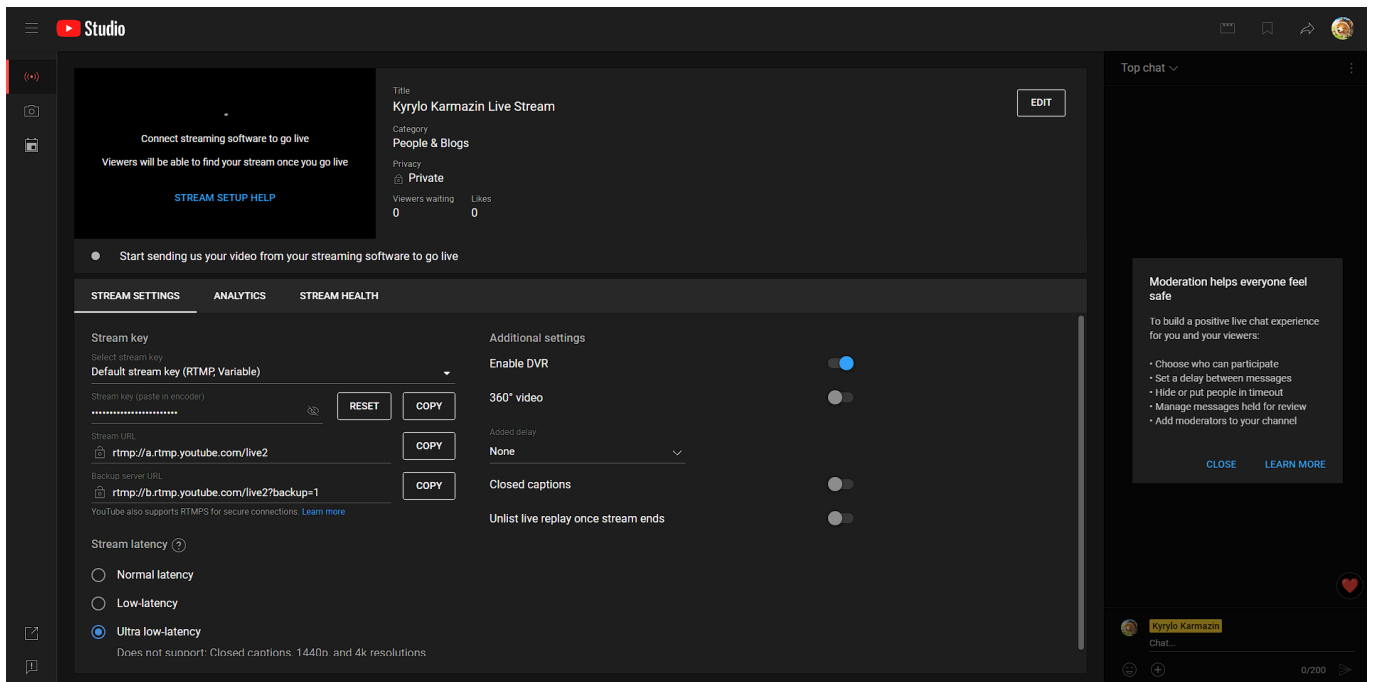 Studio
Connect streaming software to go live
Viewers will be able to find your stream once you go live
STREAM SETUP HELP
Title
Kyrylo Karmazin Live Stream
EDIT
Category
People & Blogs
Privacy
Private
Viewers waiting Likes
0 0
Start sending us your video from your streaming software to go live
STREAM SETTINGS ANALYTICS STREAM HEALTH
Stream key
Select stream key
Default stream key (RTMP, Variable)
Stream key (paste in encoder)
•••••••••••••••••••••••• RESET COPY
Stream URL
rtmp://a.rtmp.youtube.com/live2 COPY
Backup server URL
rtmp://b.rtmp.youtube.com/live2?backup=1 COPY
YouTube also supports RTMPS for secure connections. Learn more
Stream latency ?
Normal latency
Low-latency
Ultra low-latency
Does not support: Closed captions, 1440p, and 4k resolutions
Additional settings
Enable DVR
360° video
Added delay
None
Closed captions
Unlist live replay once stream ends
Top chat
Moderation helps everyone feel
safe
To build a positive live chat experience
for you and your viewers:
• Choose who can participate
• Set a delay between messages
• Hide or put people in timeout
• Manage messages held for review
• Add moderators to your channel
CLOSE LEARN MORE
Kyrylo Karmazin
Chat...
0/200